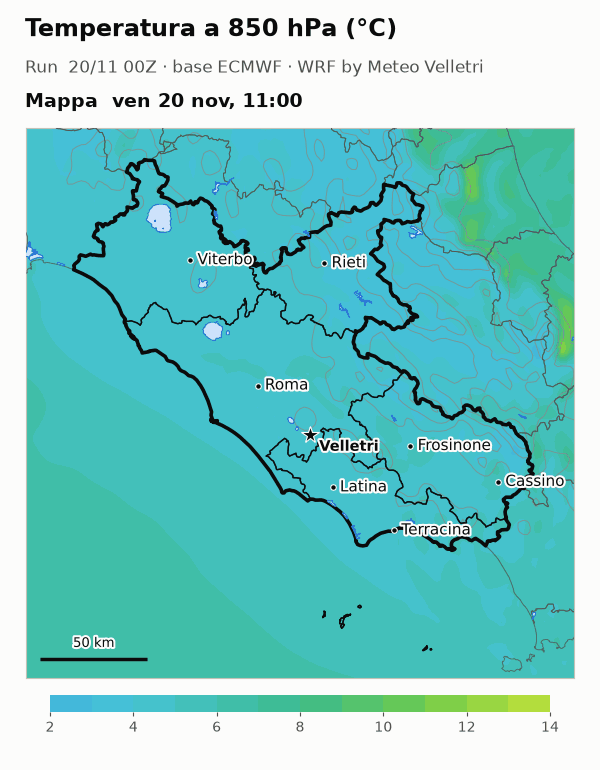 Temperatura a 850 hPa (°C)
Run  20/11 00Z · base ECMWF · WRF by Meteo Velletri
Mappa  ven 20 nov, 11:00
Viterbo
Rieti
Roma
Velletri
Frosinone
Cassino
Latina
Terracina
50 km
2 4 6 8 10 12 14